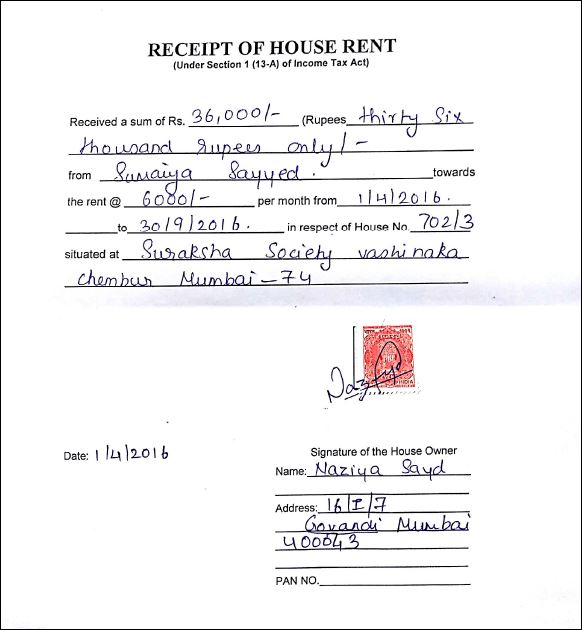 RECEIPT OF HOUSE RENT
(Under Section 1 (13-A) of Income Tax Act)
Received a sum of Rs. 36,000/- (Rupees thirty Six
thousand rupees only/-
from Sumaiya Sayyed. towards
the rent @ 6000/- per month from 1/4/2016.
to 30/9/2016. in respect of House No. 702/3
situated at Suraksha Society vashinaka
chembur Mumbai-74
INDIA
Date: 1/4/2016
Signature of the House Owner
Name: Naziya Sayd
Address: 16/I/7
Govandi Mumbai
400043
PAN NO.